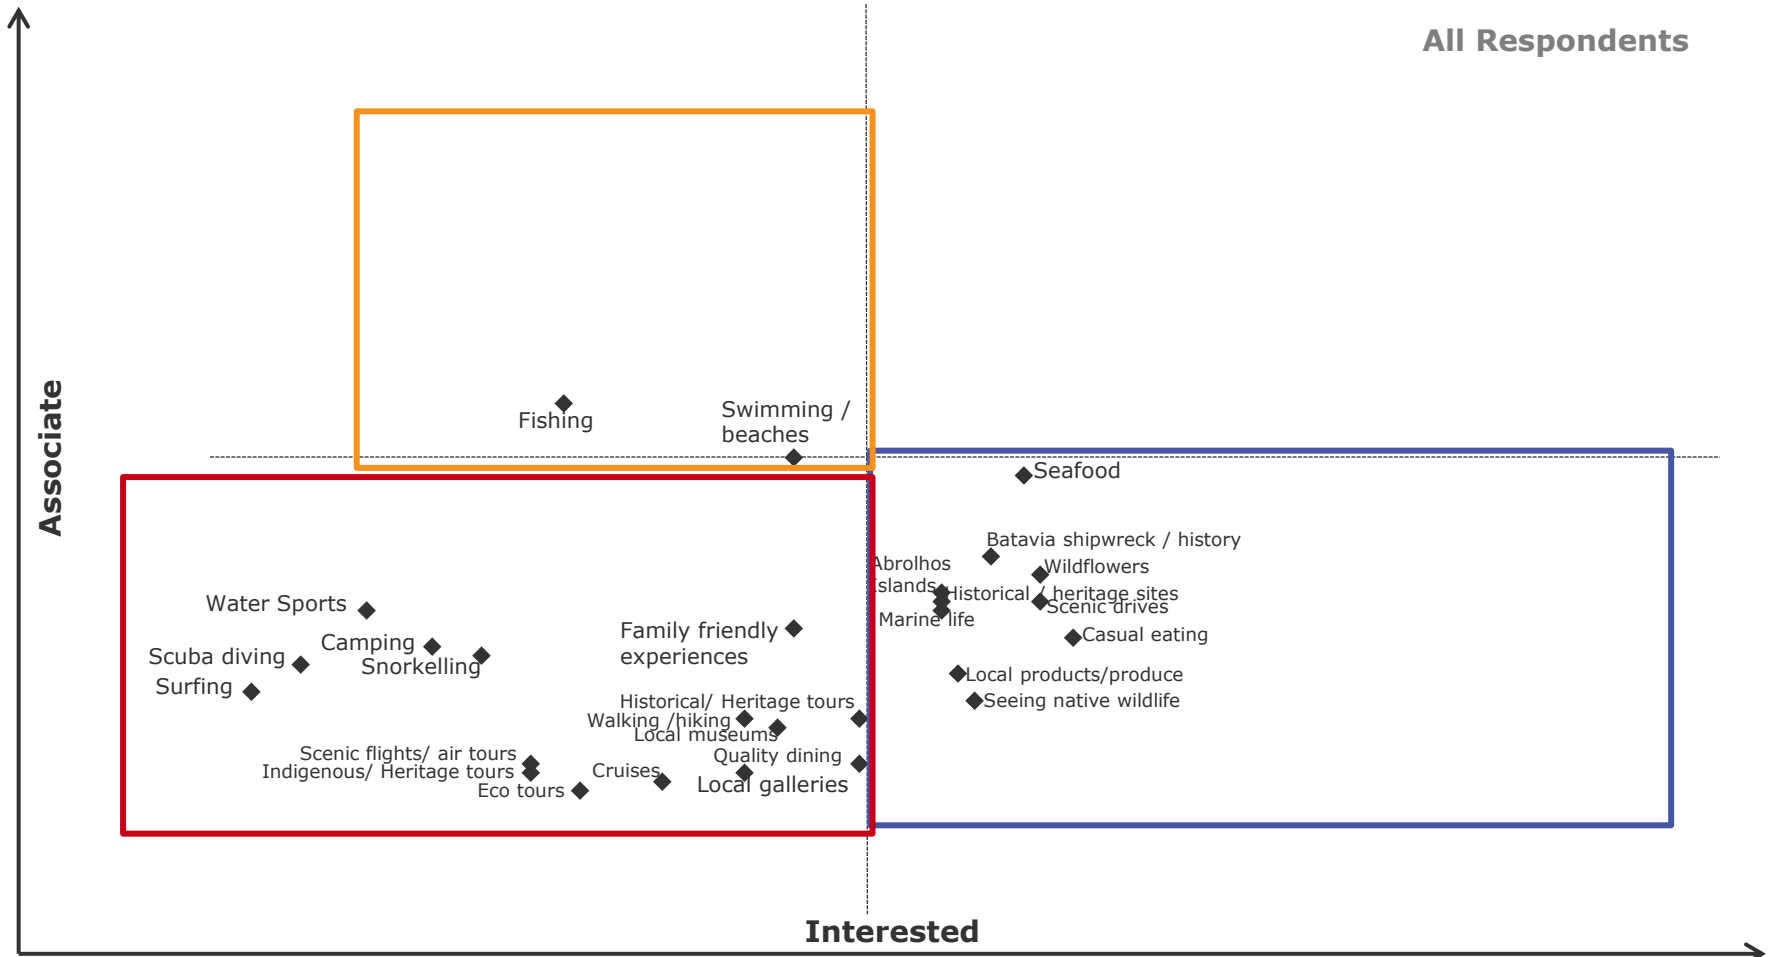 All Respondents
Associate
Fishing
Swimming /
beaches
Seafood
Batavia shipwreck / history
Abrolhos
Islands
Wildflowers
Historical / heritage sites
Scenic drives
Marine life
Casual eating
Local products/produce
Seeing native wildlife
Water Sports
Camping
Scuba diving
Snorkelling
Surfing
Family friendly
experiences
Historical/ Heritage tours
Walking /hiking
Local museums
Quality dining
Scenic flights/ air tours
Indigenous/ Heritage tours
Cruises
Eco tours
Local galleries
Interested